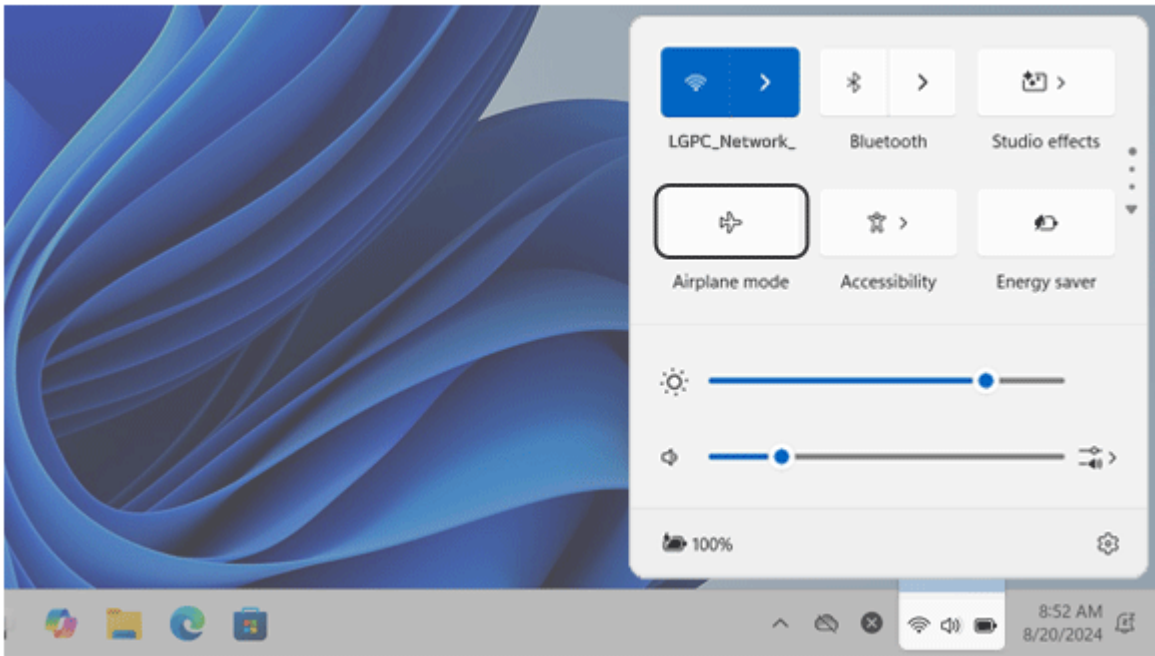 LGPC_Network_
Bluetooth
Studio effects
Airplane mode
Accessibility
Energy saver
100%
8:52 AM
8/20/2024